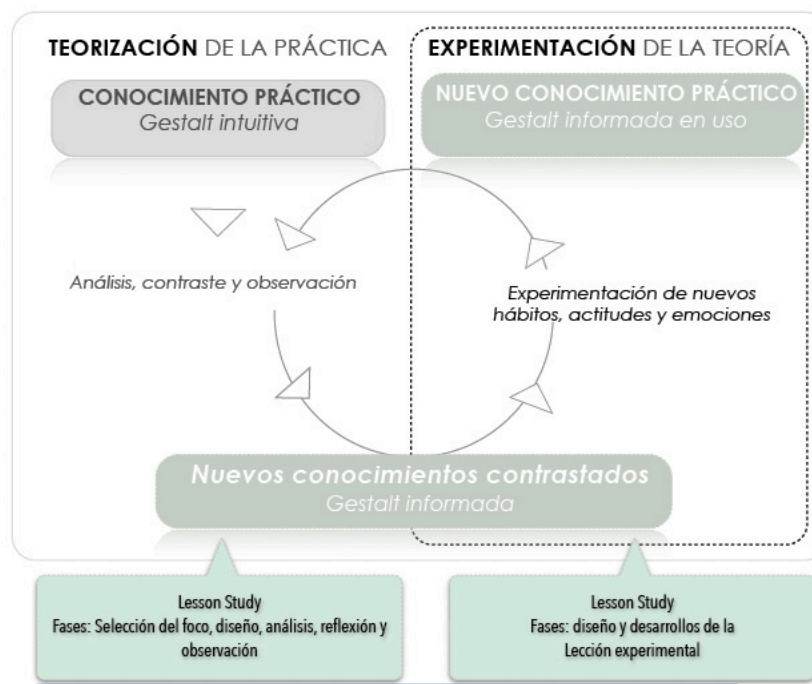 TEORIZACIÓN DE LA PRÁCTICA
CONOCIMIENTO PRÁCTICO
Gestalt intuitiva
EXPERIMENTACIÓN DE LA TEORÍA
NUEVO CONOCIMIENTO PRÁCTICO
Gestalt informada en uso
Análisis, contraste y observación
Experimentación de nuevos
hábitos, actitudes y emociones
Nuevos conocimientos contrastados
Gestalt informada
Lesson Study
Fases: Selección del foco, diseño, análisis, reflexión y
observación
Lesson Study
Fases: diseño y desarrollos de la
Lección experimental